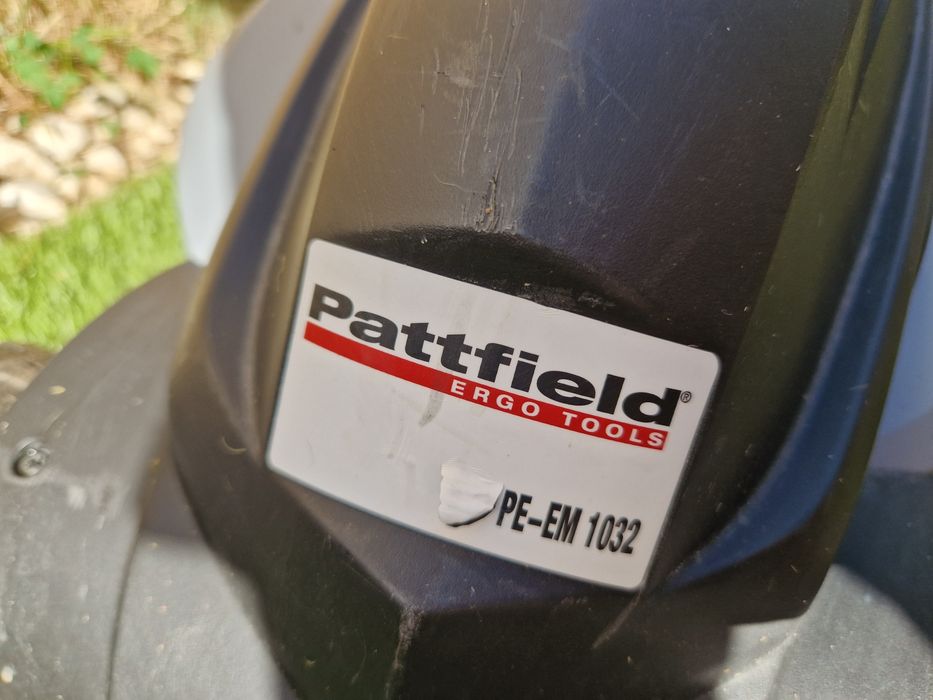 Pattfield®
ERGO TOOLS
PE-EM 1032